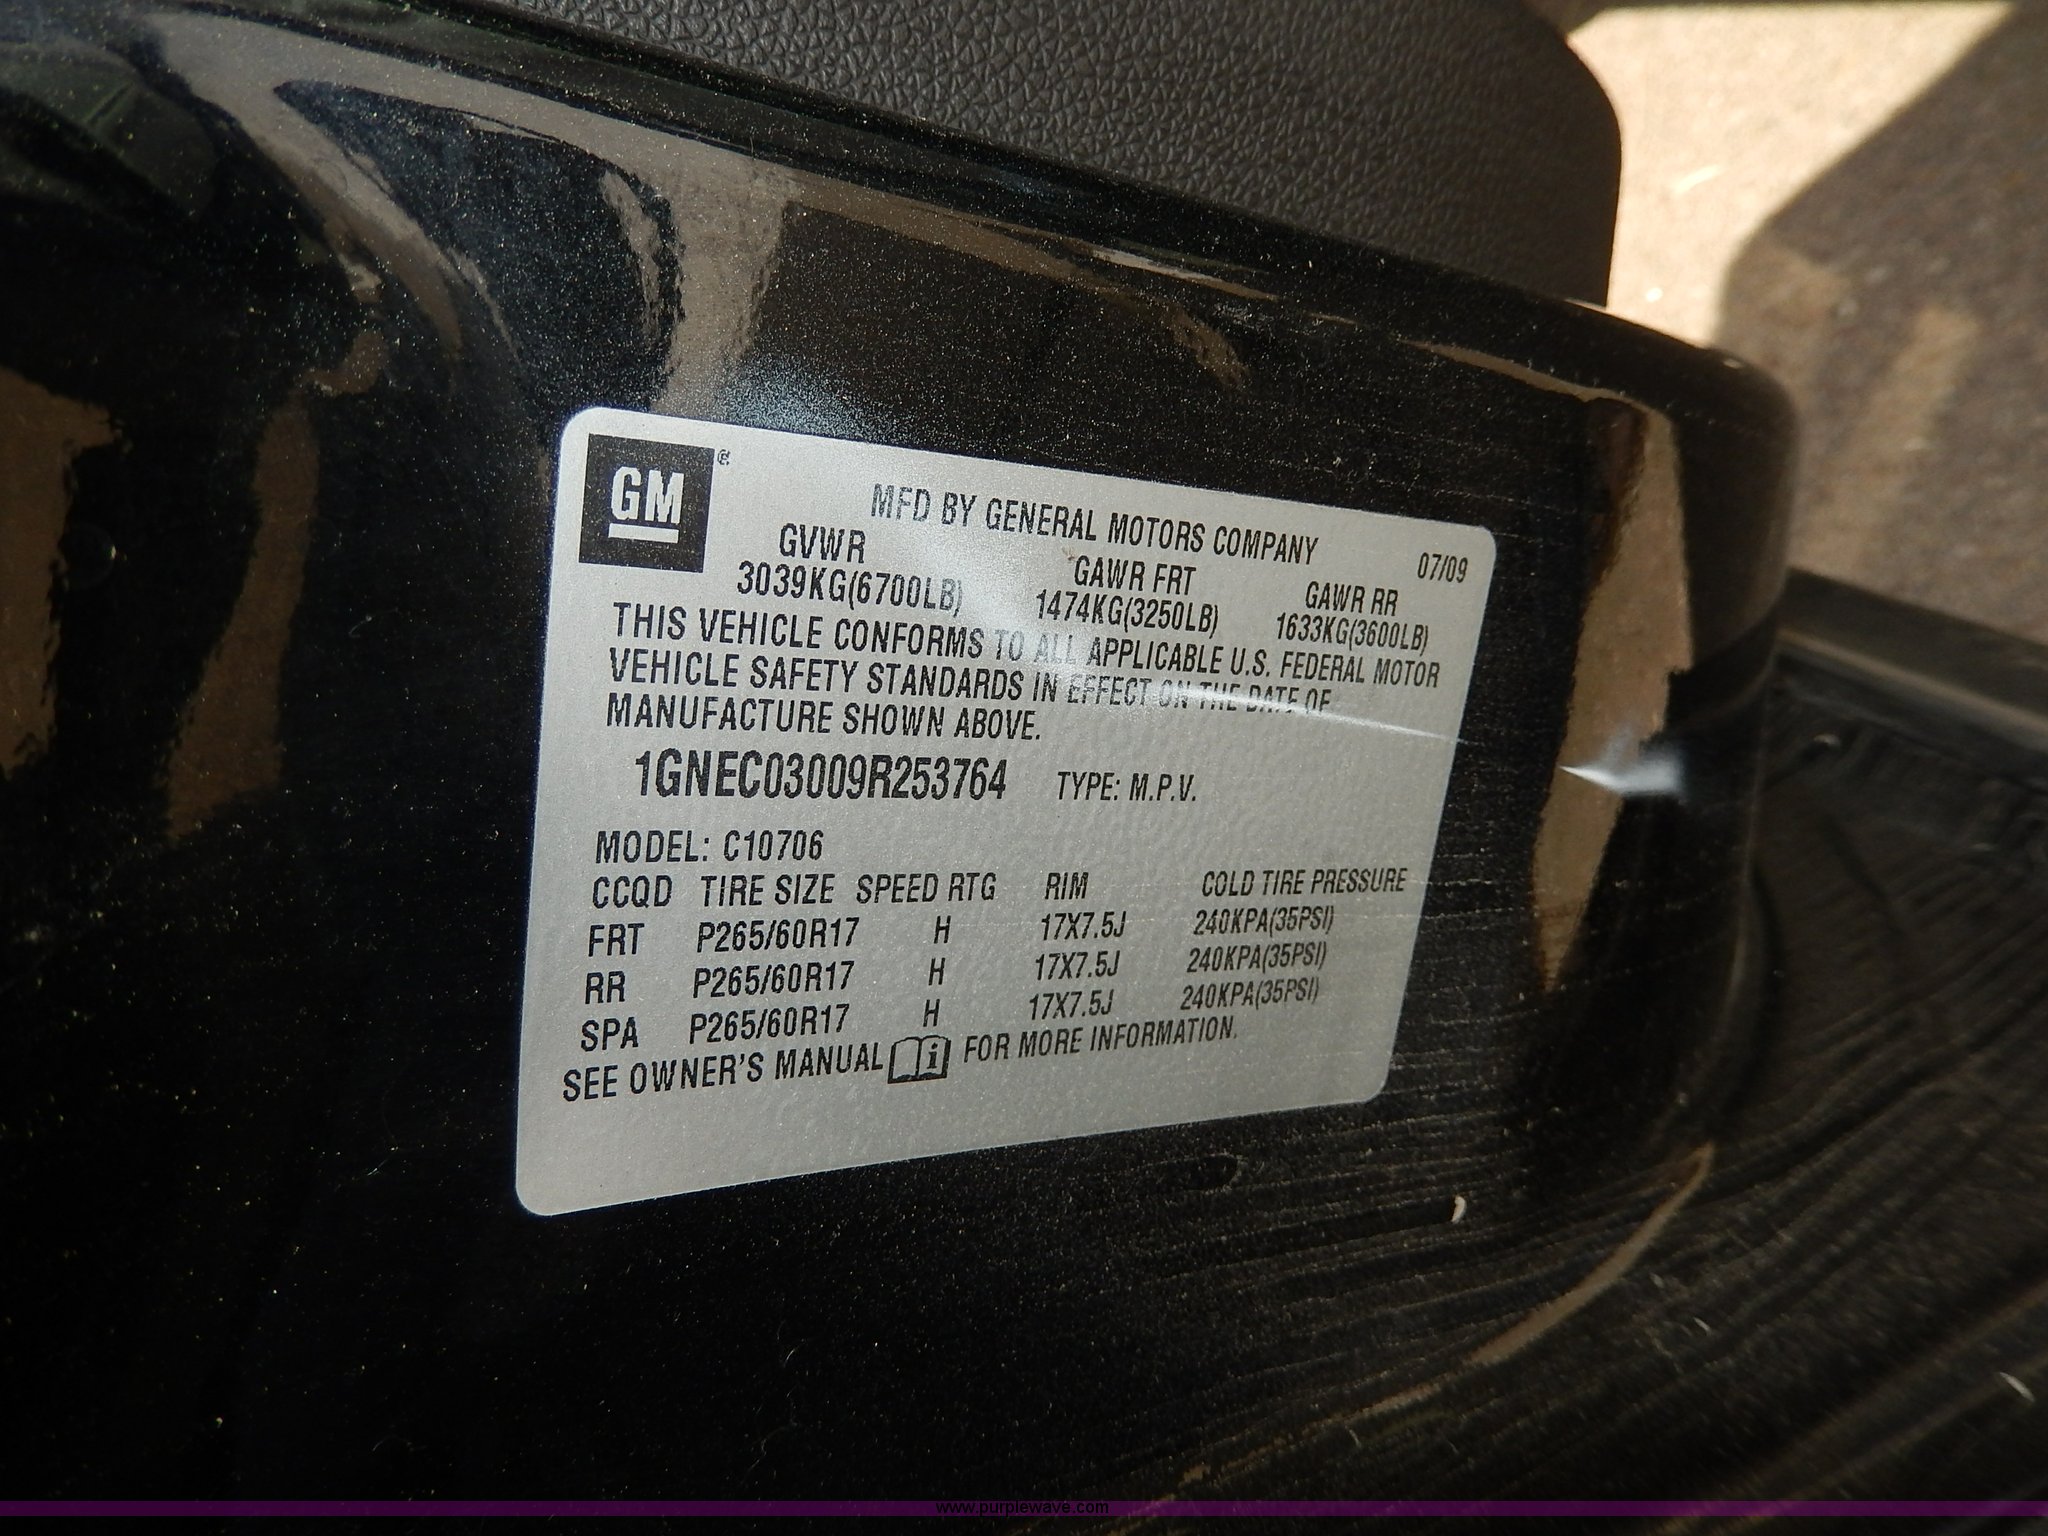 GM
MFD BY GENERAL MOTORS COMPANY 07/09
GVWR GAWR FRT GAWR RR
3039KG(6700LB) 1474KG(3250LB) 1633KG(3600LB)
THIS VEHICLE CONFORMS TO ALL APPLICABLE U.S. FEDERAL MOTOR
VEHICLE SAFETY STANDARDS IN EFFECT ON THE DATE OF
MANUFACTURE SHOWN ABOVE.
1GNEC03009R253764 TYPE: M.P.V.
MODEL: C10706
CCQD TIRE SIZE SPEED RTG RIM COLD TIRE PRESSURE
FRT P265/60R17 H 17X7.5J 240KPA(35PSI)
RR P265/60R17 H 17X7.5J 240KPA(35PSI)
SPA P265/60R17 H 17X7.5J 240KPA(35PSI)
SEE OWNER'S MANUAL i FOR MORE INFORMATION.
www.purplewave.com